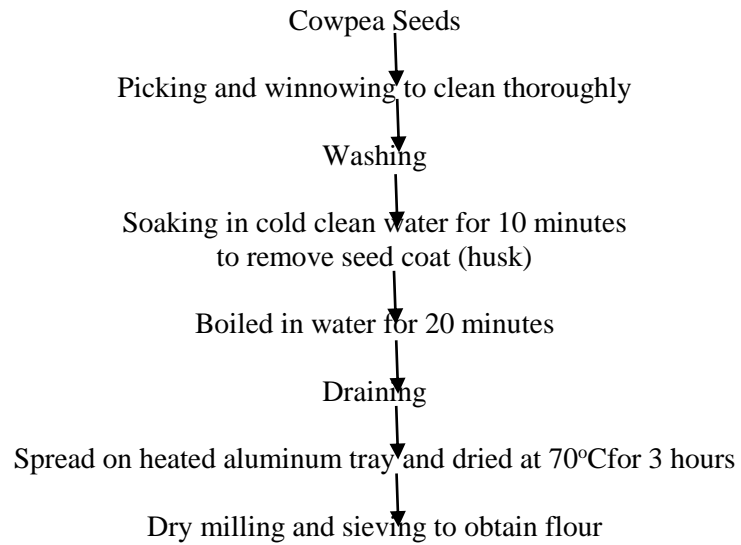 Cowpea Seeds
Picking and winnowing to clean thoroughly
Washing
Soaking in cold clean water for 10 minutes
to remove seed coat (husk)
Boiled in water for 20 minutes
Draining
Spread on heated aluminum tray and dried at 70°Cfor 3 hours
Dry milling and sieving to obtain flour